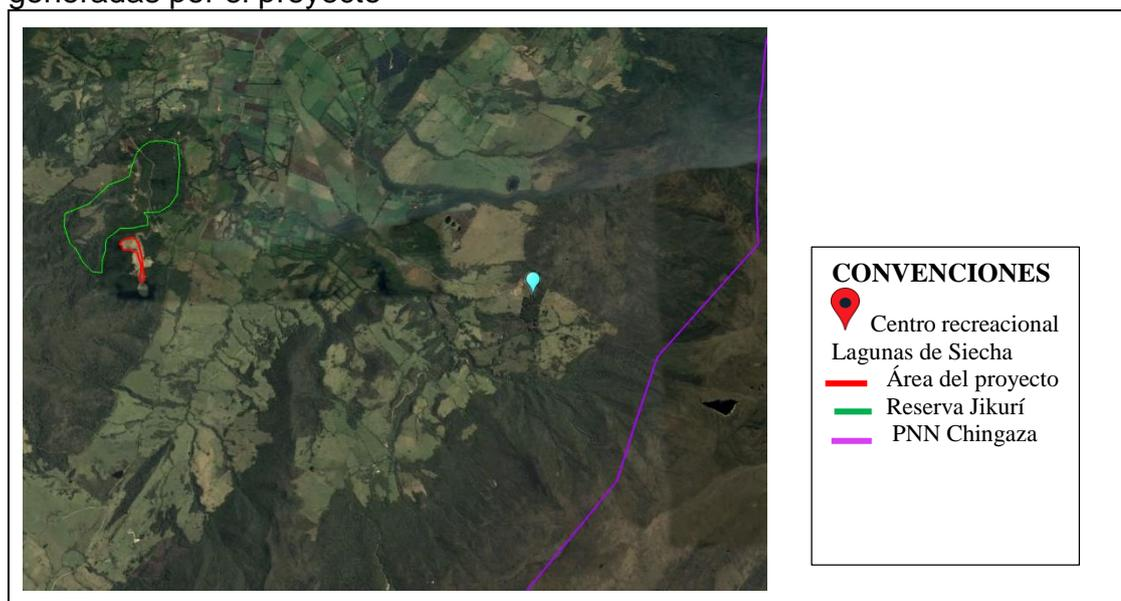 generadas por el proyecto
CONVENCIONES
Centro recreacional
Lagunas de Siecha
Área del proyecto
Reserva Jikurí
PNN Chingaza